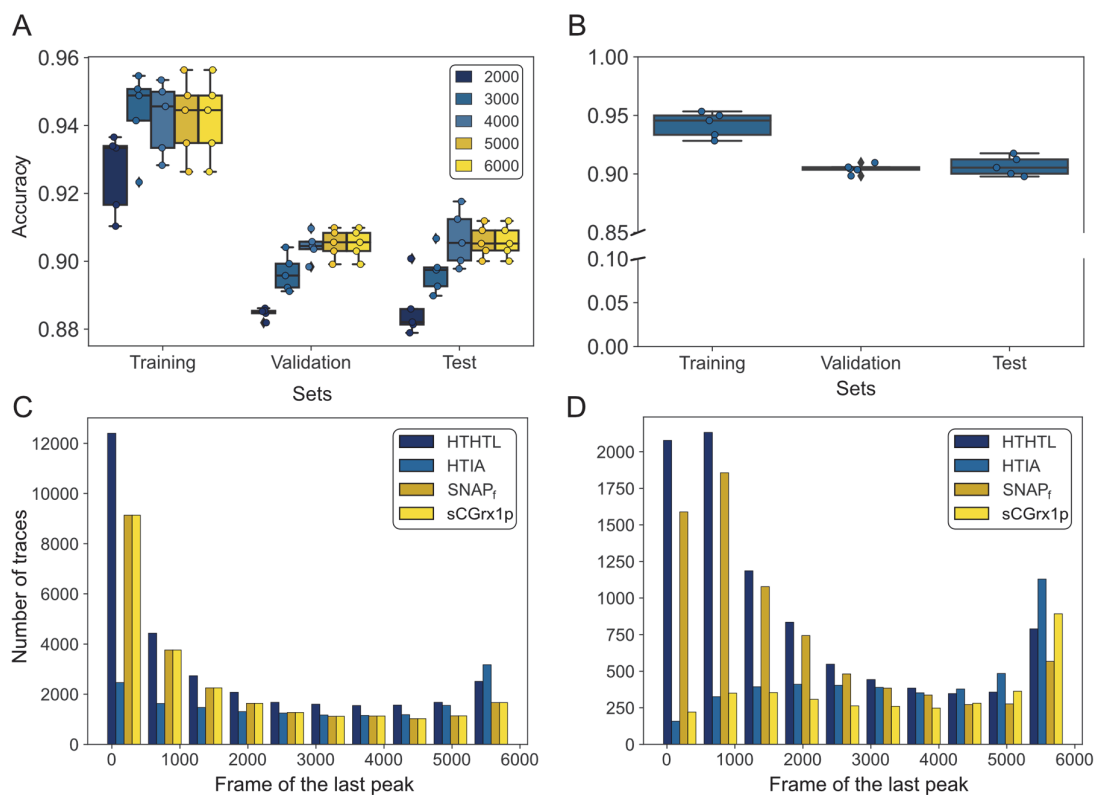 A
0.96
0.94
0.92
0.90
0.88
Accuracy
2000
3000
4000
5000
6000
Training
Validation
Test
Sets
B
1.00
0.95
0.90
0.85
0.10
0.05
0.00
Training
Validation
Test
Sets
C
12000
10000
8000
6000
4000
2000
0
Number of traces
HTHTL
HTIA
SNAPf
sCGrx1p
0
1000
2000
3000
4000
5000
6000
Frame of the last peak
D
2000
1750
1500
1250
1000
750
500
250
0
HTHTL
HTIA
SNAPf
sCGrx1p
0
1000
2000
3000
4000
5000
6000
Frame of the last peak